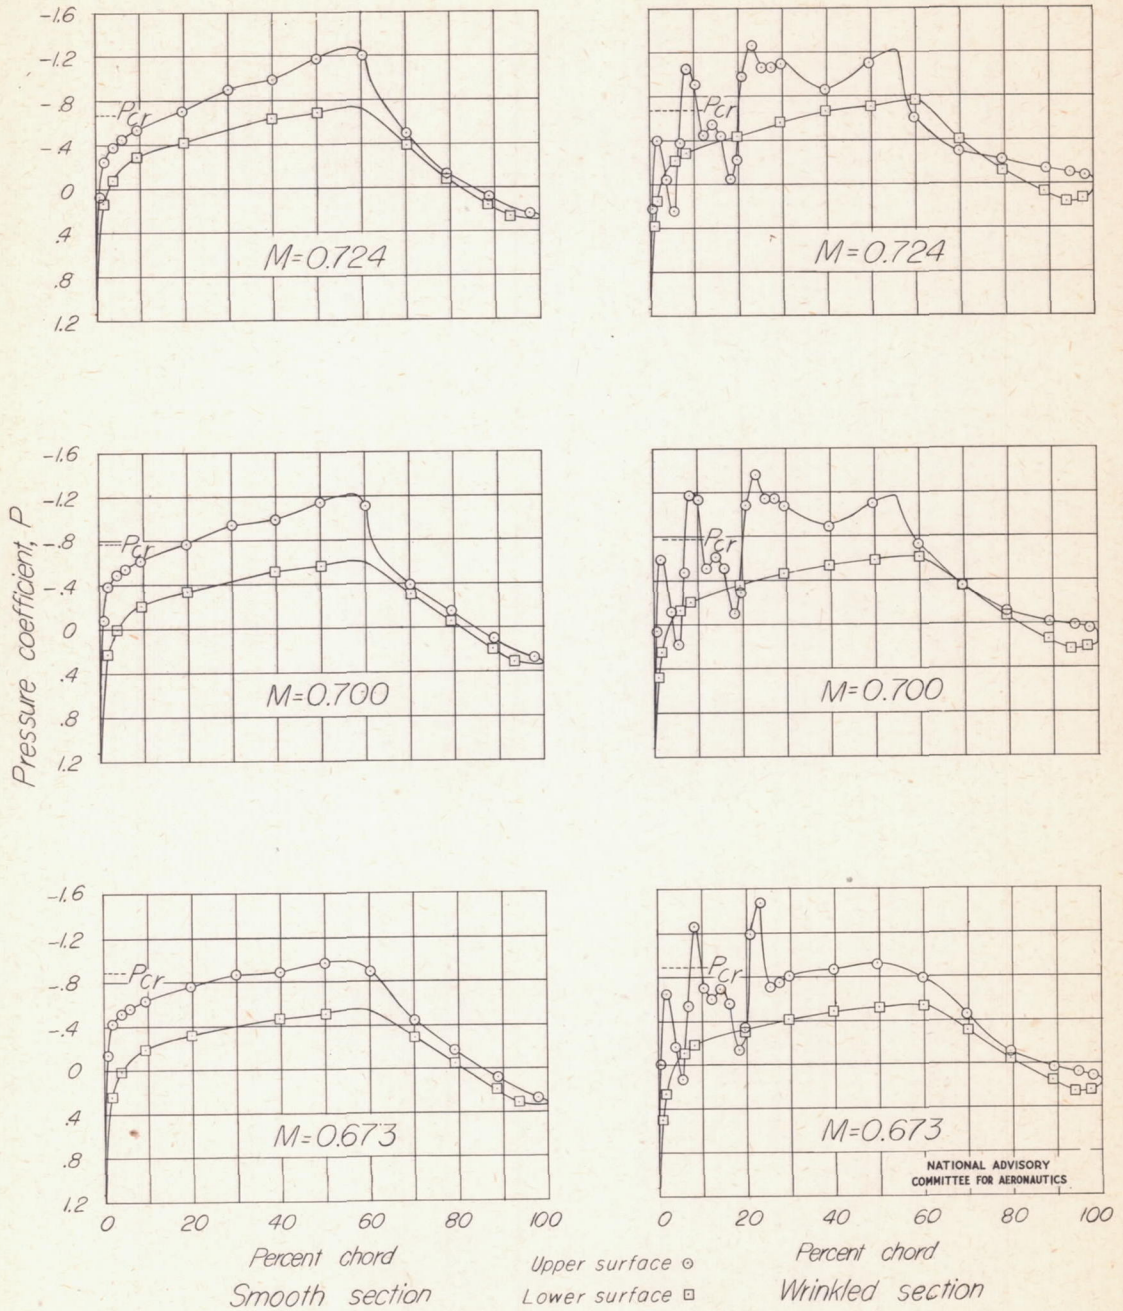 -1.6
-1.2
-.8
-.4
0
.4
.8
1.2
Pcr
M=0.724
Pcr
M=0.724
-1.6
-1.2
-.8
-.4
0
.4
.8
1.2
Pcr
M=0.700
Pcr
M=0.700
Pressure coefficient, P
-1.6
-1.2
-.8
-.4
0
.4
.8
1.2
Pcr
M=0.673
Pcr
M=0.673
NATIONAL ADVISORY
COMMITTEE FOR AERONAUTICS
0 20 40 60 80 100
0 20 40 60 80 100
Percent chord
Percent chord
Upper surface
Lower surface
Smooth section
Wrinkled section